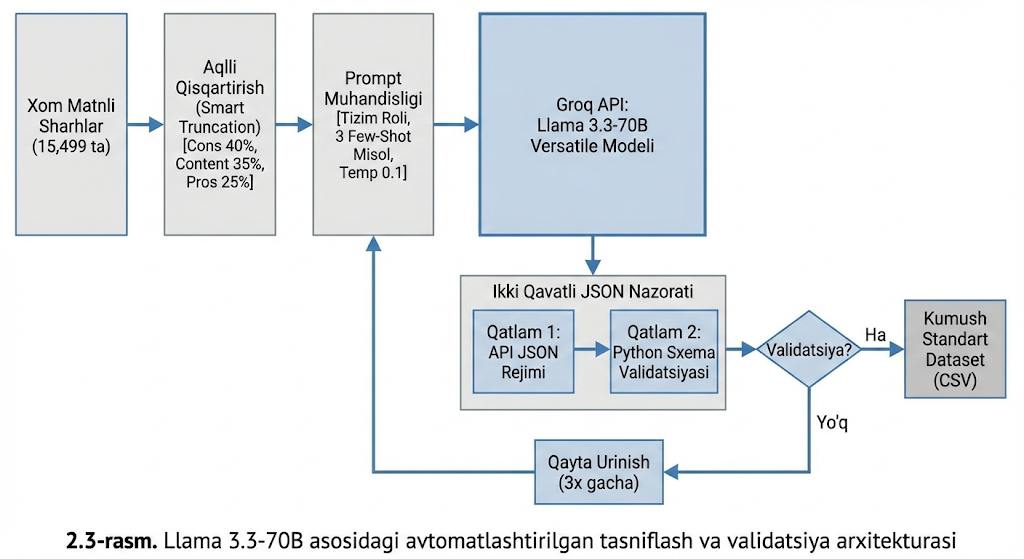 Xom Matnli
Sharhlar
(15,499 ta)
Aqlli
Qisqartirish
(Smart
Truncation)
[Cons 40%,
Content 35%,
Pros 25%]
Prompt
Muhandisligi
[Tizim Roli,
3 Few-Shot
Misol,
Temp 0.1]
Groq API:
Llama 3.3-70B
Versatile Modeli
Ikki Qavatli JSON Nazorati
Qatlam 1:
API JSON
Rejimi
Qatlam 2:
Python Sxema
Validatsiyasi
Validatsiya?
Ha
Kumush
Standart
Dataset
(CSV)
Yo'q
Qayta Urinish
(3x gacha)
2.3-rasm. Llama 3.3-70B asosidagi avtomatlashtirilgan tasniflash va validatsiya arxitekturasi